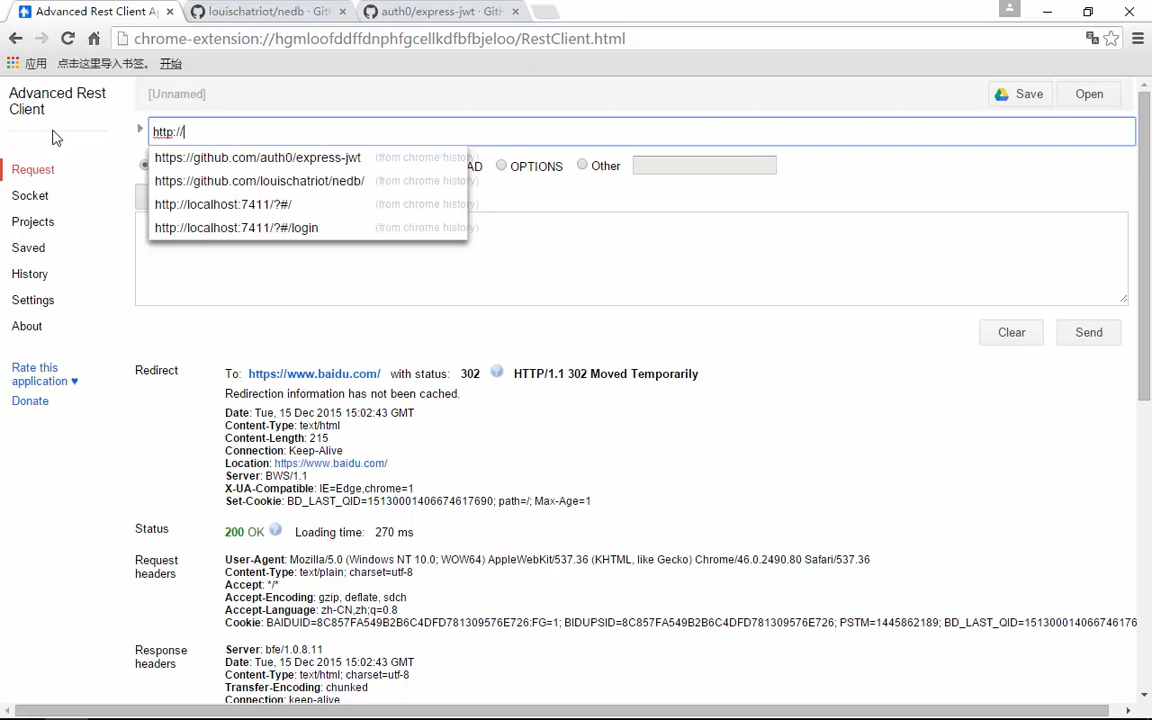 Advanced Rest Client Ap
louischatriot/nedb · GitH
auth0/express-jwt · GitH
chrome-extension://hgmloofddffdnphfgcellkdfbfbjeloo/RestClient.html
应用 点击这里导入书签。 开始
Advanced Rest
Client
[Unnamed]
Save
Open
http://
https://github.com/auth0/express-jwt (from chrome history)
https://github.com/louischatriot/nedb/ (from chrome history)
http://localhost:7411/?#/ (from chrome history)
http://localhost:7411/?#/login (from chrome history)
AD OPTIONS Other
Request
Socket
Projects
Saved
History
Settings
About
Rate this
application ♥
Donate
Clear
Send
Redirect
To: https://www.baidu.com/ with status: 302 HTTP/1.1 302 Moved Temporarily
Redirection information has not been cached.
Date: Tue, 15 Dec 2015 15:02:43 GMT
Content-Type: text/html
Content-Length: 215
Connection: Keep-Alive
Location: https://www.baidu.com/
Server: BWS/1.1
X-UA-Compatible: IE=Edge,chrome=1
Set-Cookie: BD_LAST_QID=15130001406674617690; path=/; Max-Age=1
Status
200 OK Loading time: 270 ms
Request
headers
User-Agent: Mozilla/5.0 (Windows NT 10.0; WOW64) AppleWebKit/537.36 (KHTML, like Gecko) Chrome/46.0.2490.80 Safari/537.36
Content-Type: text/plain; charset=utf-8
Accept: */*
Accept-Encoding: gzip, deflate, sdch
Accept-Language: zh-CN,zh;q=0.8
Cookie: BAIDUID=8C857FA549B2B6C4DFD781309576E726:FG=1; BIDUPSID=8C857FA549B2B6C4DFD781309576E726; PSTM=1445862189; BD_LAST_QID=151300014066746176
Response
headers
Server: bfe/1.0.8.11
Date: Tue, 15 Dec 2015 15:02:43 GMT
Content-Type: text/html; charset=utf-8
Transfer-Encoding: chunked
Connection: keep-alive